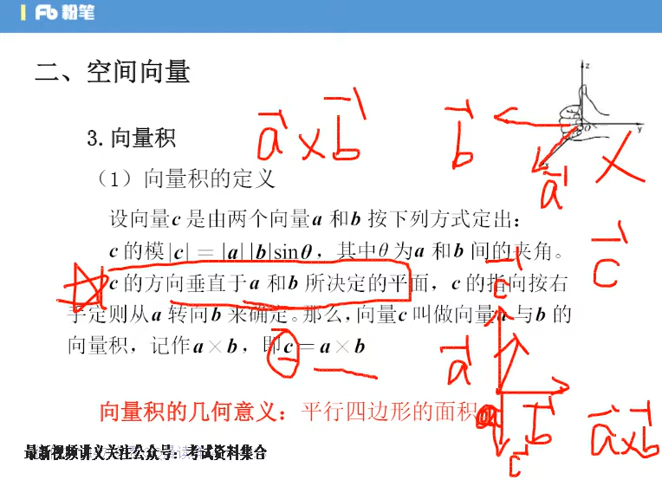 粉笔
二、空间向量
a×b
b
z
y
3.向量积
a
(1)向量积的定义
设向量c是由两个向量a和b按下列方式定出：
c的模|c|=|a||b|sinθ，其中θ为a和b间的夹角。
c
c的方向垂直于a和b所决定的平面，c的指向按右
c
手定则从a转向b来确定。那么，向量c叫做向量a与b的
向量积，记作a×b，即c=a×b
a
向量积的几何意义：平行四边形的面积
b
a×b
最新视频讲义关注公众号：考试资料集合
c